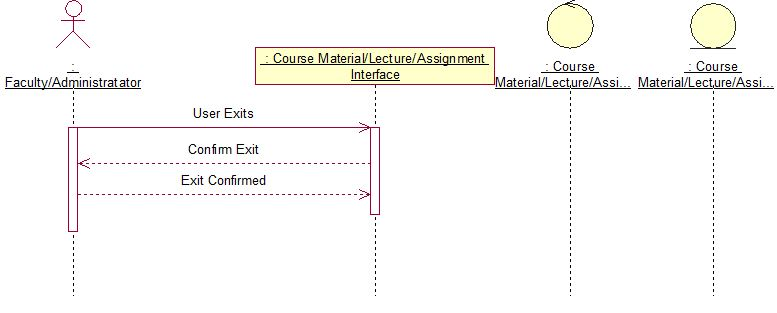 :
Faculty/Administratator
: Course Material/Lecture/Assignment
Interface
: Course
Material/Lecture/Assi...
: Course
Material/Lecture/Assi...
User Exits
Confirm Exit
Exit Confirmed